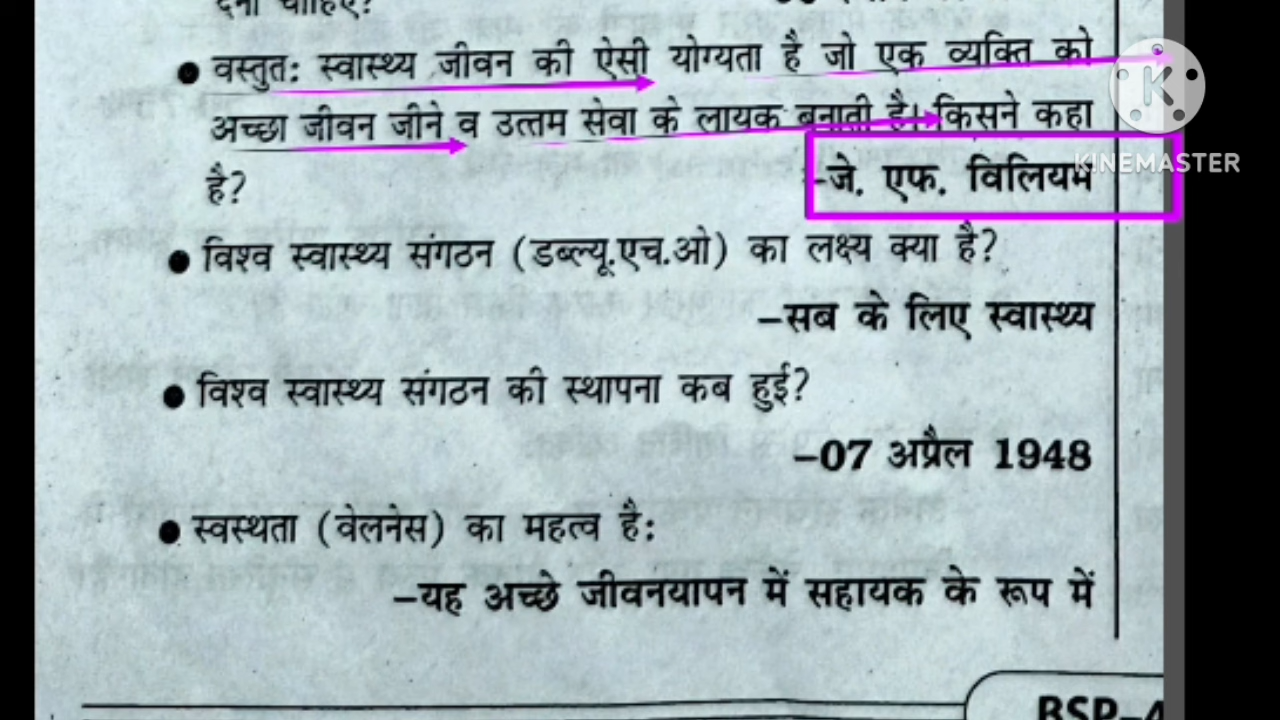 देना चाहिए?
● वस्तुतः स्वास्थ्य जीवन की ऐसी योग्यता है जो एक व्यक्ति को
अच्छा जीवन जीने व उत्तम सेवा के लायक बनाती है। किसने कहा
है? -जे. एफ. विलियम
KINEMASTER
● विश्व स्वास्थ्य संगठन (डब्ल्यू.एच.ओ) का लक्ष्य क्या है?
-सब के लिए स्वास्थ्य
● विश्व स्वास्थ्य संगठन की स्थापना कब हुई?
-07 अप्रैल 1948
● स्वस्थता (वेलनेस) का महत्व है:
-यह अच्छे जीवनयापन में सहायक के रूप में
BSP-4